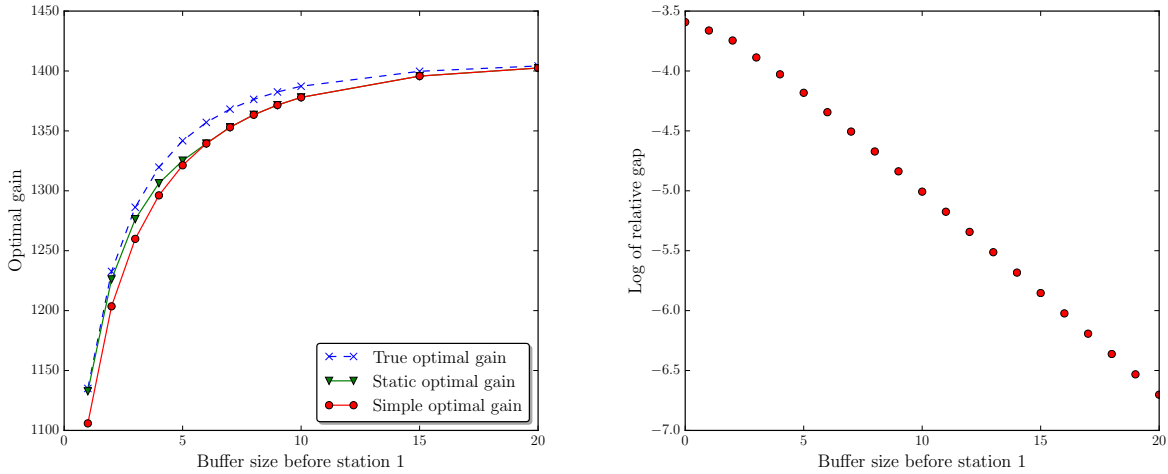 1450
1400
1350
1300
1250
1200
1150
1100
Optimal gain
True optimal gain
Static optimal gain
Simple optimal gain
0 5 10 15 20
Buffer size before station 1
−3.5
−4.0
−4.5
−5.0
−5.5
−6.0
−6.5
−7.0
Log of relative gap
0 5 10 15 20
Buffer size before station 1